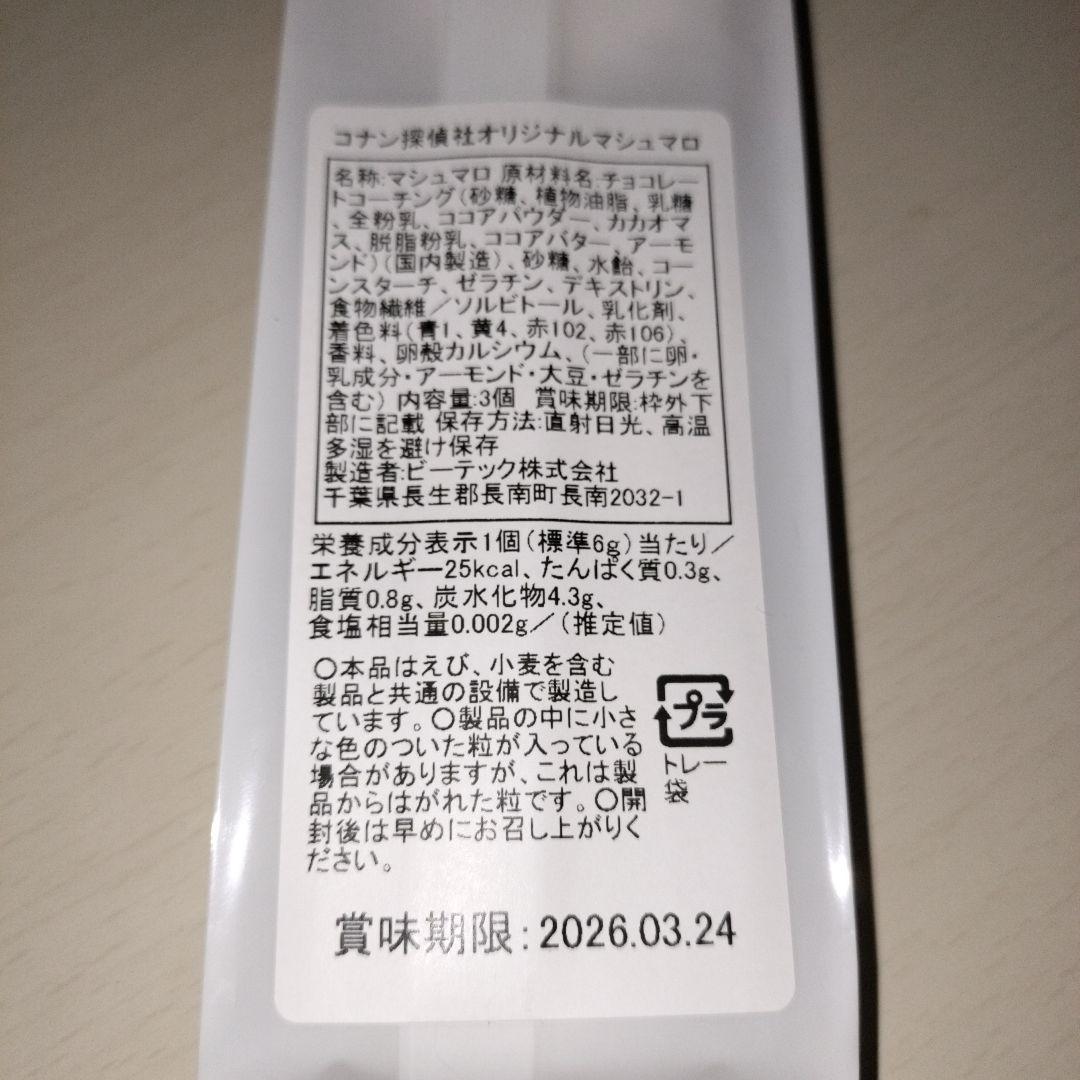 コナン探偵社オリジナルマシュマロ
名称:マシュマロ 原材料名:チョコレー
トコーチング(砂糖、植物油脂、乳糖
、全粉乳、ココアパウダー、カカオマ
ス、脱脂粉乳、ココアバター、アーモ
ンド)(国内製造)、砂糖、水飴、コー
ンスターチ、ゼラチン、デキストリン、
食物繊維／ソルビトール、乳化剤、
着色料(青1、黄4、赤102、赤106)、
香料、卵殻カルシウム、(一部に卵・
乳成分・アーモンド・大豆・ゼラチンを
含む) 内容量:3個 賞味期限:枠外下
部に記載 保存方法:直射日光、高温
多湿を避け保存
製造者:ビーテック株式会社
千葉県長生郡長南町長南2032-1
栄養成分表示1個(標準6g)当たり／
エネルギー25kcal、たんぱく質0.3g、
脂質0.8g、炭水化物4.3g、
食塩相当量0.002g／(推定値)
○本品はえび、小麦を含む
製品と共通の設備で製造し
ています。○製品の中に小さ
な色のついた粒が入っている
場合がありますが、これは製
品からはがれた粒です。○開
封後は早めにお召し上がりく
ださい。
プラ
トレー
袋
賞味期限:2026.03.24